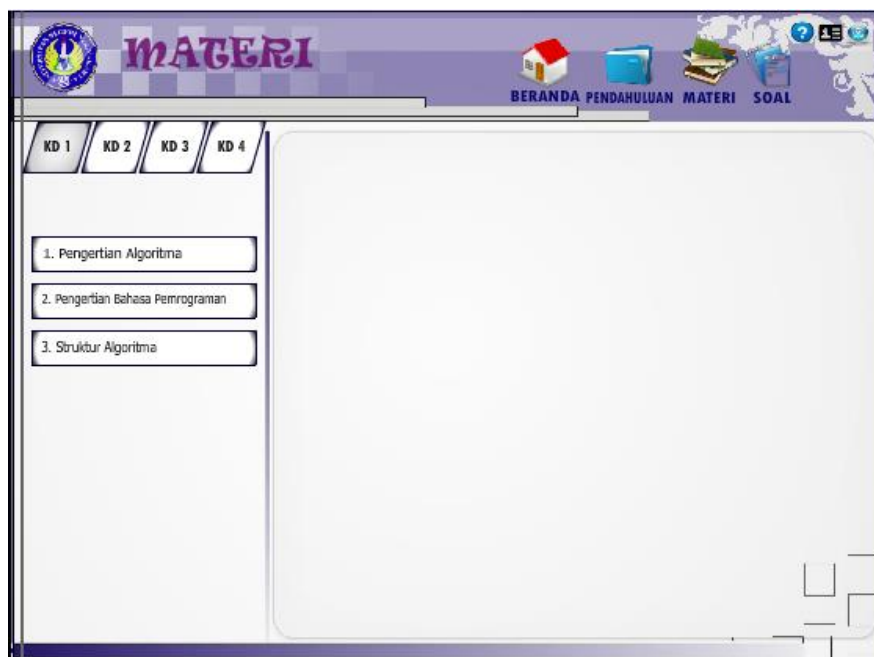 MATERI
BERANDA PENDAHULUAN MATERI SOAL
KD 1 KD 2 KD 3 KD 4
1. Pengertian Algoritma
2. Pengertian Bahasa Pemrograman
3. Struktur Algoritma